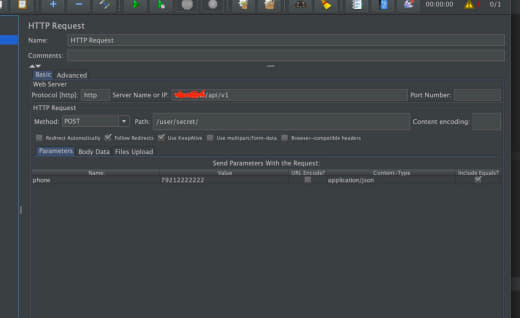 00:00:00 1 0/1
HTTP Request
Name: HTTP Request
Comments:
Basic Advanced
Web Server
Protocol [http]: http Server Name or IP: /api/v1 Port Number:
HTTP Request
Method: POST Path: /user/secret/ Content encoding:
Redirect Automatically Follow Redirects Use KeepAlive Use multipart/form-data Browser-compatible headers
Parameters Body Data Files Upload
Send Parameters With the Request:
Name: Value URL Encode? Content-Type Include Equals?
phone 79212222222 application/json